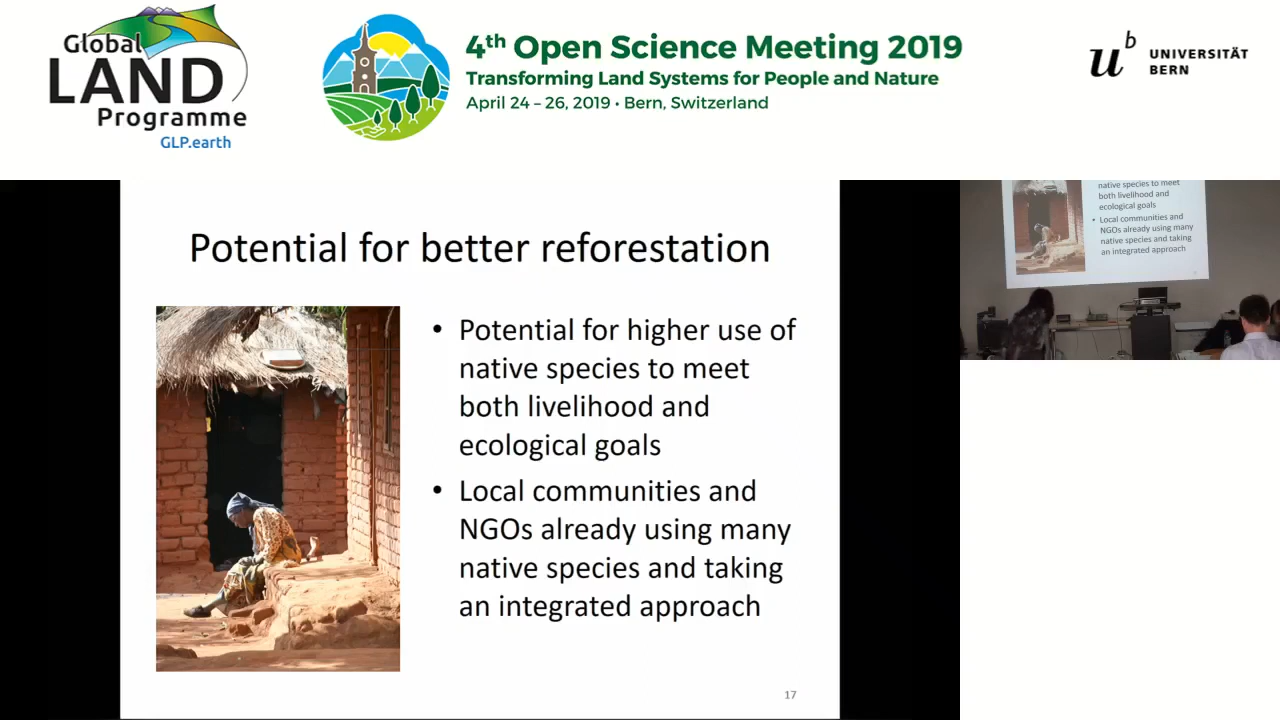 Global
LAND
Programme
GLP.earth
4th Open Science Meeting 2019
Transforming Land Systems for People and Nature
April 24 – 26, 2019 • Bern, Switzerland
u b
UNIVERSITÄT
BERN
Potential for better reforestation
• Potential for higher use of
native species to meet
both livelihood and
ecological goals
• Local communities and
NGOs already using many
native species and taking
an integrated approach
17
native species to meet
both livelihood and
ecological goals
• Local communities and
NGOs already using many
native species and taking
an integrated approach